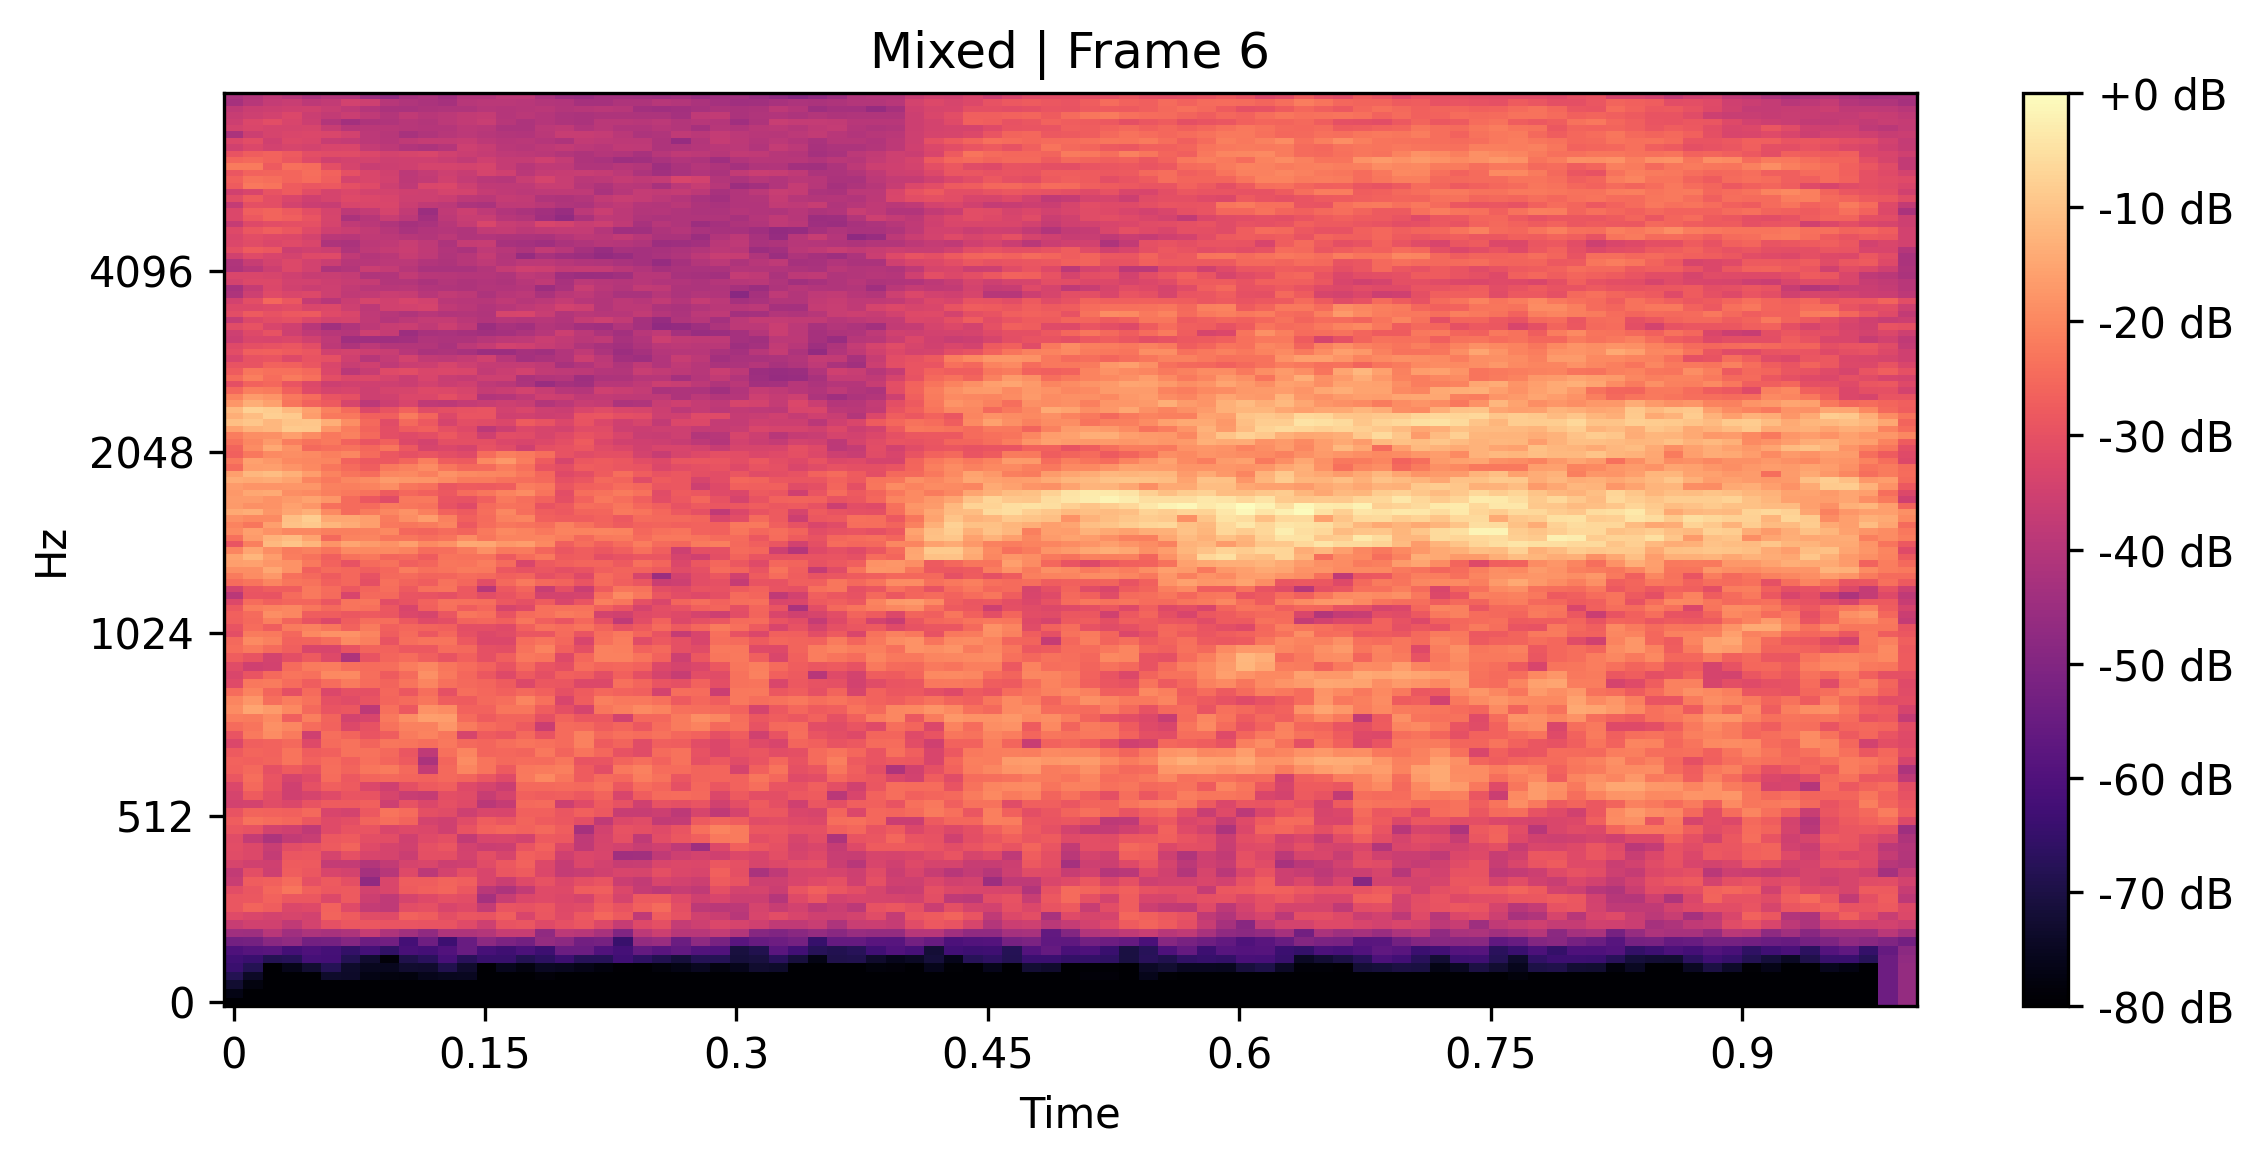 Mixed | Frame 6
+0 dB
-10 dB
-20 dB
-30 dB
-40 dB
-50 dB
-60 dB
-70 dB
-80 dB
Hz
4096
2048
1024
512
0
0 0.15 0.3 0.45 0.6 0.75 0.9
Time